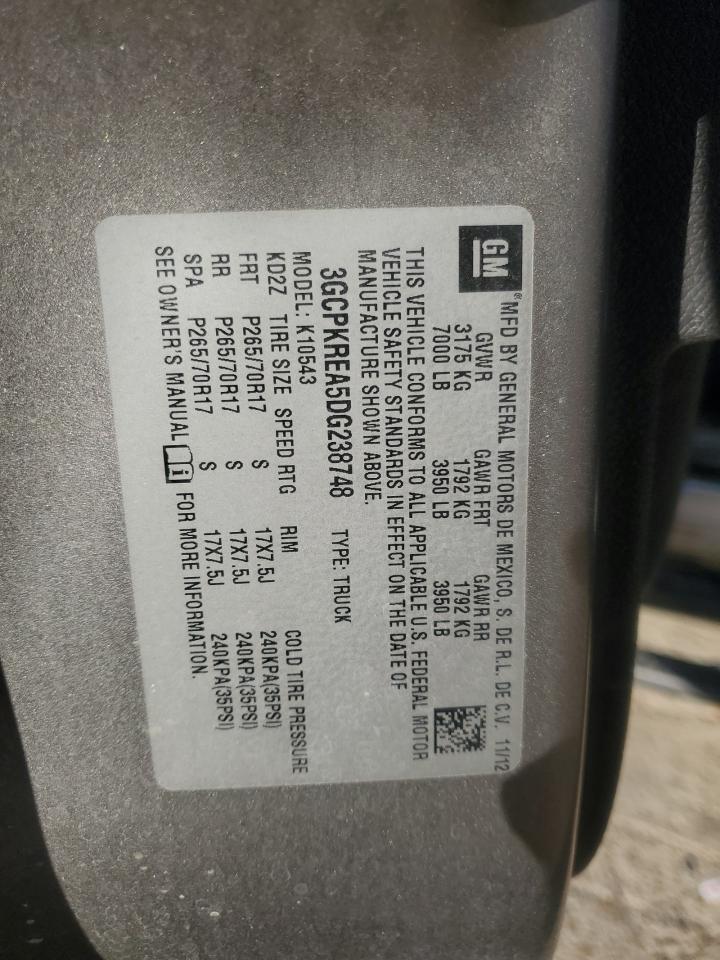 GM® MFD BY GENERAL MOTORS DE MEXICO, S. DE R.L. DE C.V. 11/12
GVWR GAWR FRT GAWR RR
3175 KG 1792 KG 1792 KG
7000 LB 3950 LB 3950 LB
THIS VEHICLE CONFORMS TO ALL APPLICABLE U.S. FEDERAL MOTOR
VEHICLE SAFETY STANDARDS IN EFFECT ON THE DATE OF
MANUFACTURE SHOWN ABOVE.
3GCPKREA5DG238748 TYPE: TRUCK
MODEL: K10543
KD2Z TIRE SIZE SPEED RTG RIM COLD TIRE PRESSURE
FRT P265/70R17 S 17X7.5J 240KPA(35PSI)
RR P265/70R17 S 17X7.5J 240KPA(35PSI)
SPA P265/70R17 S 17X7.5J 240KPA(35PSI)
SEE OWNER'S MANUAL i FOR MORE INFORMATION.